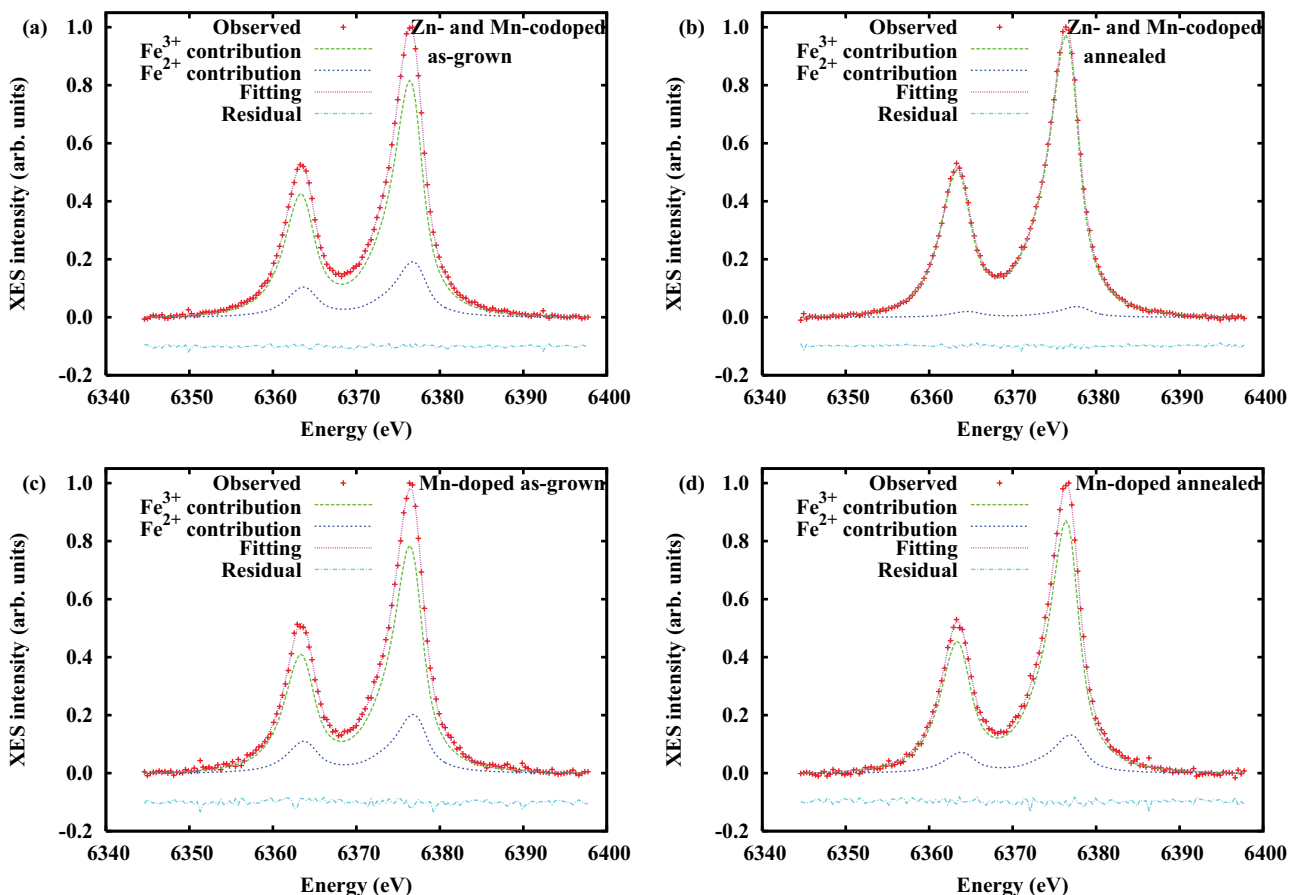 (a)
Observed
Fe3+ contribution
Fe2+ contribution
Fitting
Residual
Zn- and Mn-codoped
as-grown
XES intensity (arb. units)
1.0
0.8
0.6
0.4
0.2
0.0
-0.2
6340 6350 6360 6370 6380 6390 6400
Energy (eV)
(b)
Observed
Fe3+ contribution
Fe2+ contribution
Fitting
Residual
Zn- and Mn-codoped
annealed
XES intensity (arb. units)
1.0
0.8
0.6
0.4
0.2
0.0
-0.2
6340 6350 6360 6370 6380 6390 6400
Energy (eV)
(c)
Observed
Fe3+ contribution
Fe2+ contribution
Fitting
Residual
Mn-doped as-grown
XES intensity (arb. units)
1.0
0.8
0.6
0.4
0.2
0.0
-0.2
6340 6350 6360 6370 6380 6390 6400
Energy (eV)
(d)
Observed
Fe3+ contribution
Fe2+ contribution
Fitting
Residual
Mn-doped annealed
XES intensity (arb. units)
1.0
0.8
0.6
0.4
0.2
0.0
-0.2
6340 6350 6360 6370 6380 6390 6400
Energy (eV)